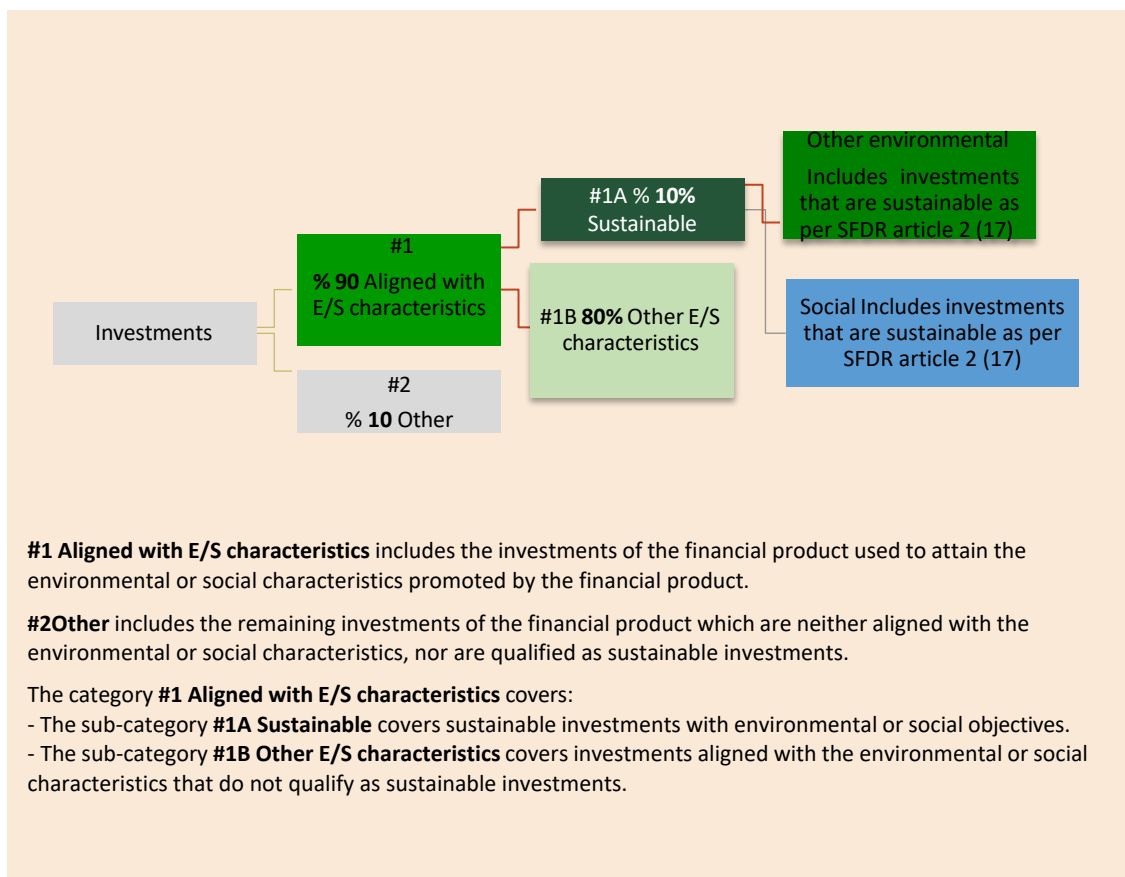 Investments
#1
% 90 Aligned with
E/S characteristics
#2
% 10 Other
#1A % 10%
Sustainable
#1B 80% Other E/S
characteristics
Other environmental
Includes investments
that are sustainable as
per SFDR article 2 (17)
Social Includes investments
that are sustainable as per
SFDR article 2 (17)
#1 Aligned with E/S characteristics includes the investments of the financial product used to attain the
environmental or social characteristics promoted by the financial product.
#2Other includes the remaining investments of the financial product which are neither aligned with the
environmental or social characteristics, nor are qualified as sustainable investments.
The category #1 Aligned with E/S characteristics covers:
- The sub-category #1A Sustainable covers sustainable investments with environmental or social objectives.
- The sub-category #1B Other E/S characteristics covers investments aligned with the environmental or social
characteristics that do not qualify as sustainable investments.